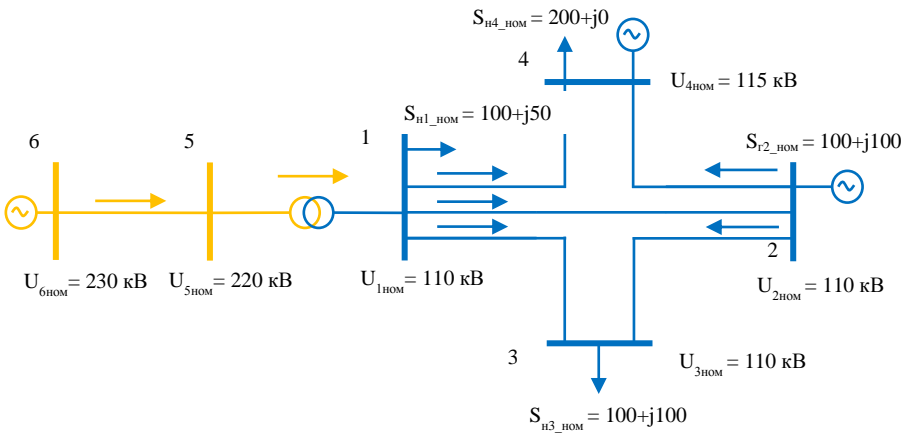 Sн4_ном = 200+j0
4
U4ном = 115 кВ
Sн1_ном = 100+j50
1
Sг2_ном = 100+j100
6
5
2
U6ном = 230 кВ
U5ном = 220 кВ
U1ном = 110 кВ
U2ном = 110 кВ
3
U3ном = 110 кВ
Sн3_ном = 100+j100